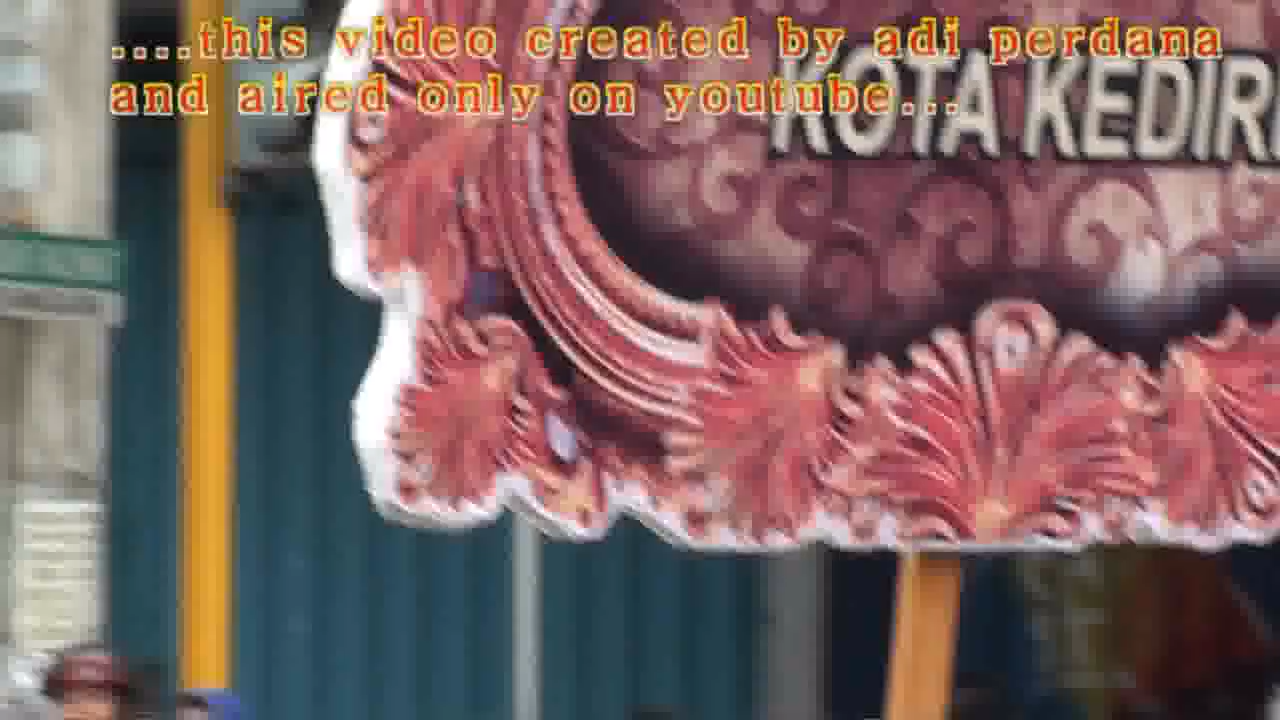 ....this video created by adi perdana
and aired only on youtube...
KOTA KEDIRI